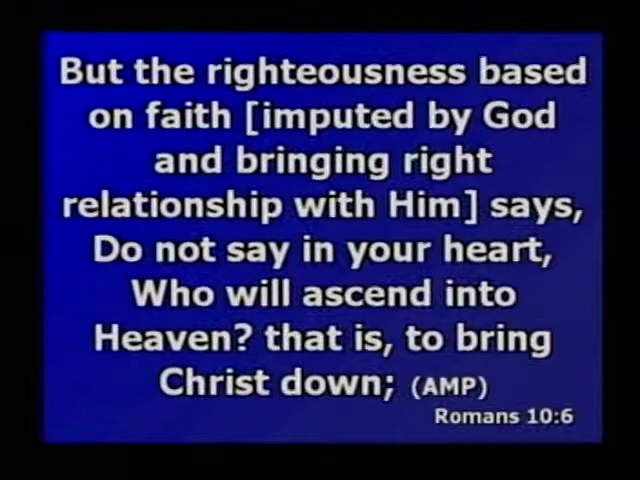 But the righteousness based
on faith [imputed by God
and bringing right
relationship with Him] says,
Do not say in your heart,
Who will ascend into
Heaven? that is, to bring
Christ down; (AMP)
Romans 10:6